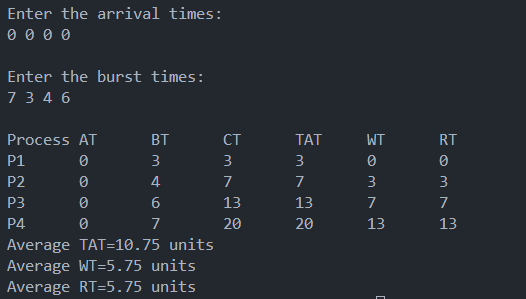 Enter the arrival times:
0 0 0 0
Enter the burst times:
7 3 4 6
Process AT BT CT TAT WT RT
P1 0 3 3 3 0 0
P2 0 4 7 7 3 3
P3 0 6 13 13 7 7
P4 0 7 20 20 13 13
Average TAT=10.75 units
Average WT=5.75 units
Average RT=5.75 units